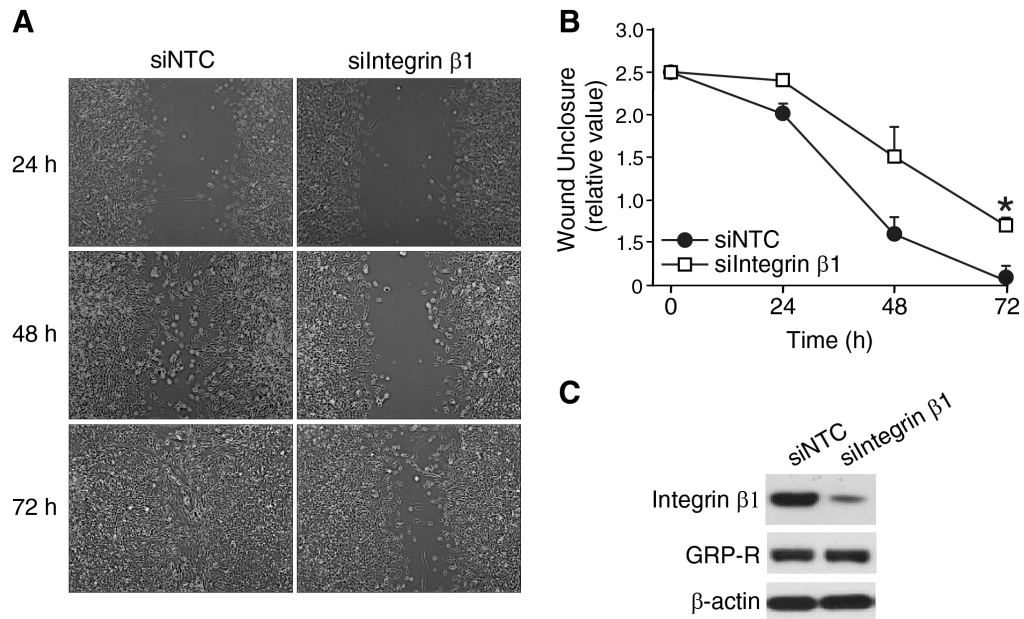 A
siNTC
siIntegrin β1
24 h
48 h
72 h
B
Wound Unclosure
(relative value)
3.0
2.5
2.0
1.5
1.0
1.5
0
siNTC
siIntegrin β1
*
0
24
48
72
Time (h)
C
siNTC
siIntegrin β1
Integrin β1
GRP-R
β-actin